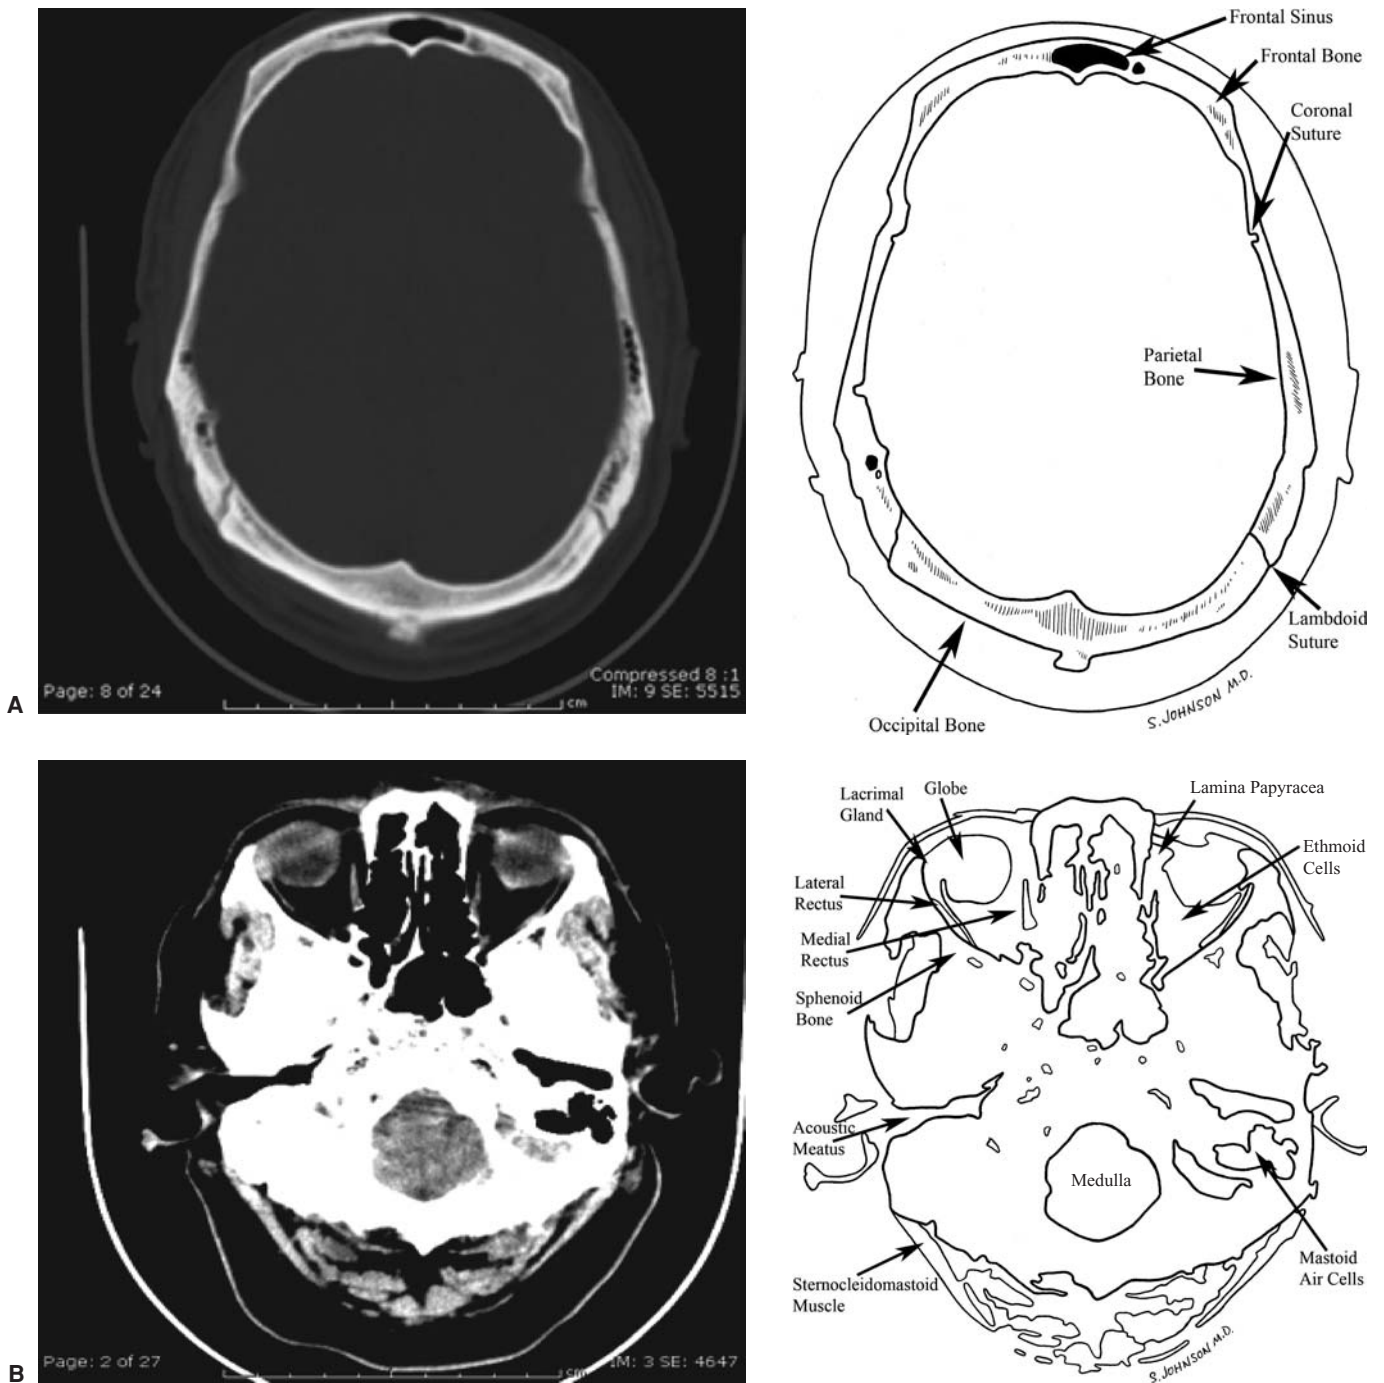 Frontal Sinus
Frontal Bone
Coronal
Suture
Parietal
Bone
Lambdoid
Suture
Occipital Bone
S. JOHNSON M.D.
Compressed 8 :1
Page: 8 of 24
IM: 9 SE: 5515
cm
A
Lacrimal
Gland
Globe
Lamina Papyracea
Ethmoid
Cells
Lateral
Rectus
Medial
Rectus
Sphenoid
Bone
Acoustic
Meatus
Medulla
Sternocleidomastoid
Muscle
Mastoid
Air Cells
S. JOHNSON M.D.
Page: 2 of 27
IM: 3 SE: 4647
cm
B